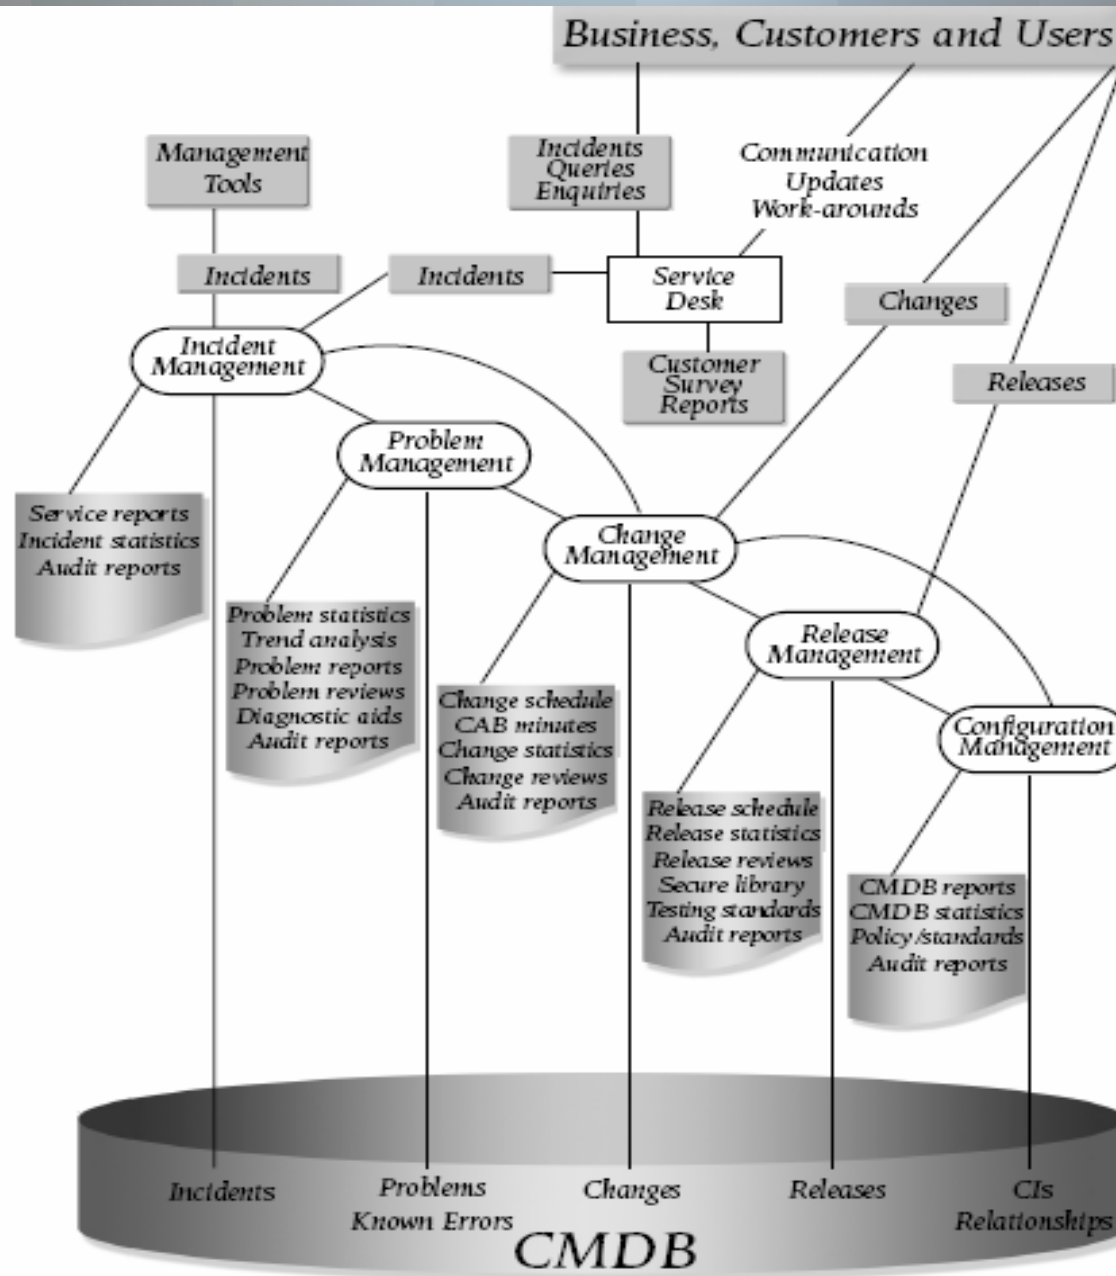 Business, Customers and Users
Management
Tools
Incidents
Queries
Enquiries
Communication
Updates
Work-arounds
Incidents
Incidents
Service
Desk
Changes
Customer
Survey
Reports
Releases
Incident
Management
Problem
Management
Service reports
Incident statistics
Audit reports
Change
Management
Problem statistics
Trend analysis
Problem reports
Problem reviews
Diagnostic aids
Audit reports
Release
Management
Change schedule
CAB minutes
Change statistics
Change reviews
Audit reports
Configuration
Management
Release schedule
Release statistics
Release reviews
Secure library
Testing standards
Audit reports
CMDB reports
CMDB statistics
Policy/standards
Audit reports
Incidents
Problems
Known Errors
Changes
Releases
CIs
Relationships
CMDB